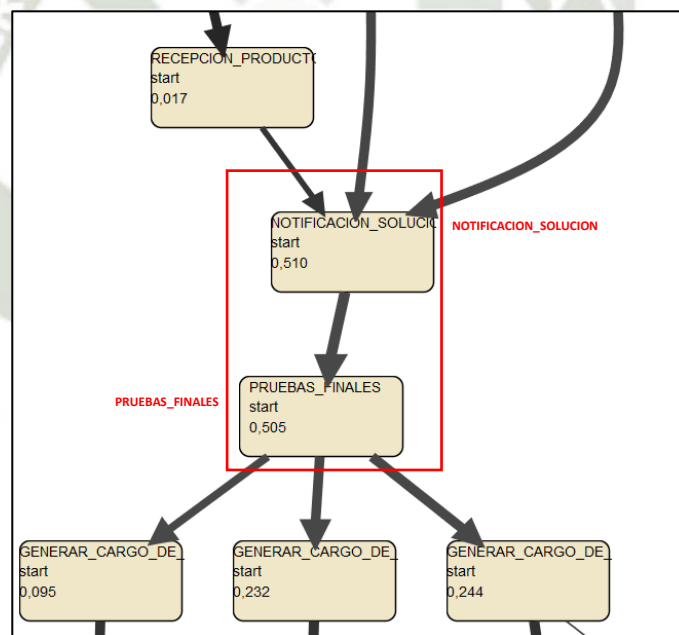 RECEPCION_PRODUCTO
start
0,017
NOTIFICACION_SOLUCIO
start
0,510
NOTIFICACION_SOLUCION
PRUEBAS_FINALES
start
0,505
PRUEBAS_FINALES
GENERAR_CARGO_DE_
start
0,095
GENERAR_CARGO_DE_
start
0,232
GENERAR_CARGO_DE_
start
0,244